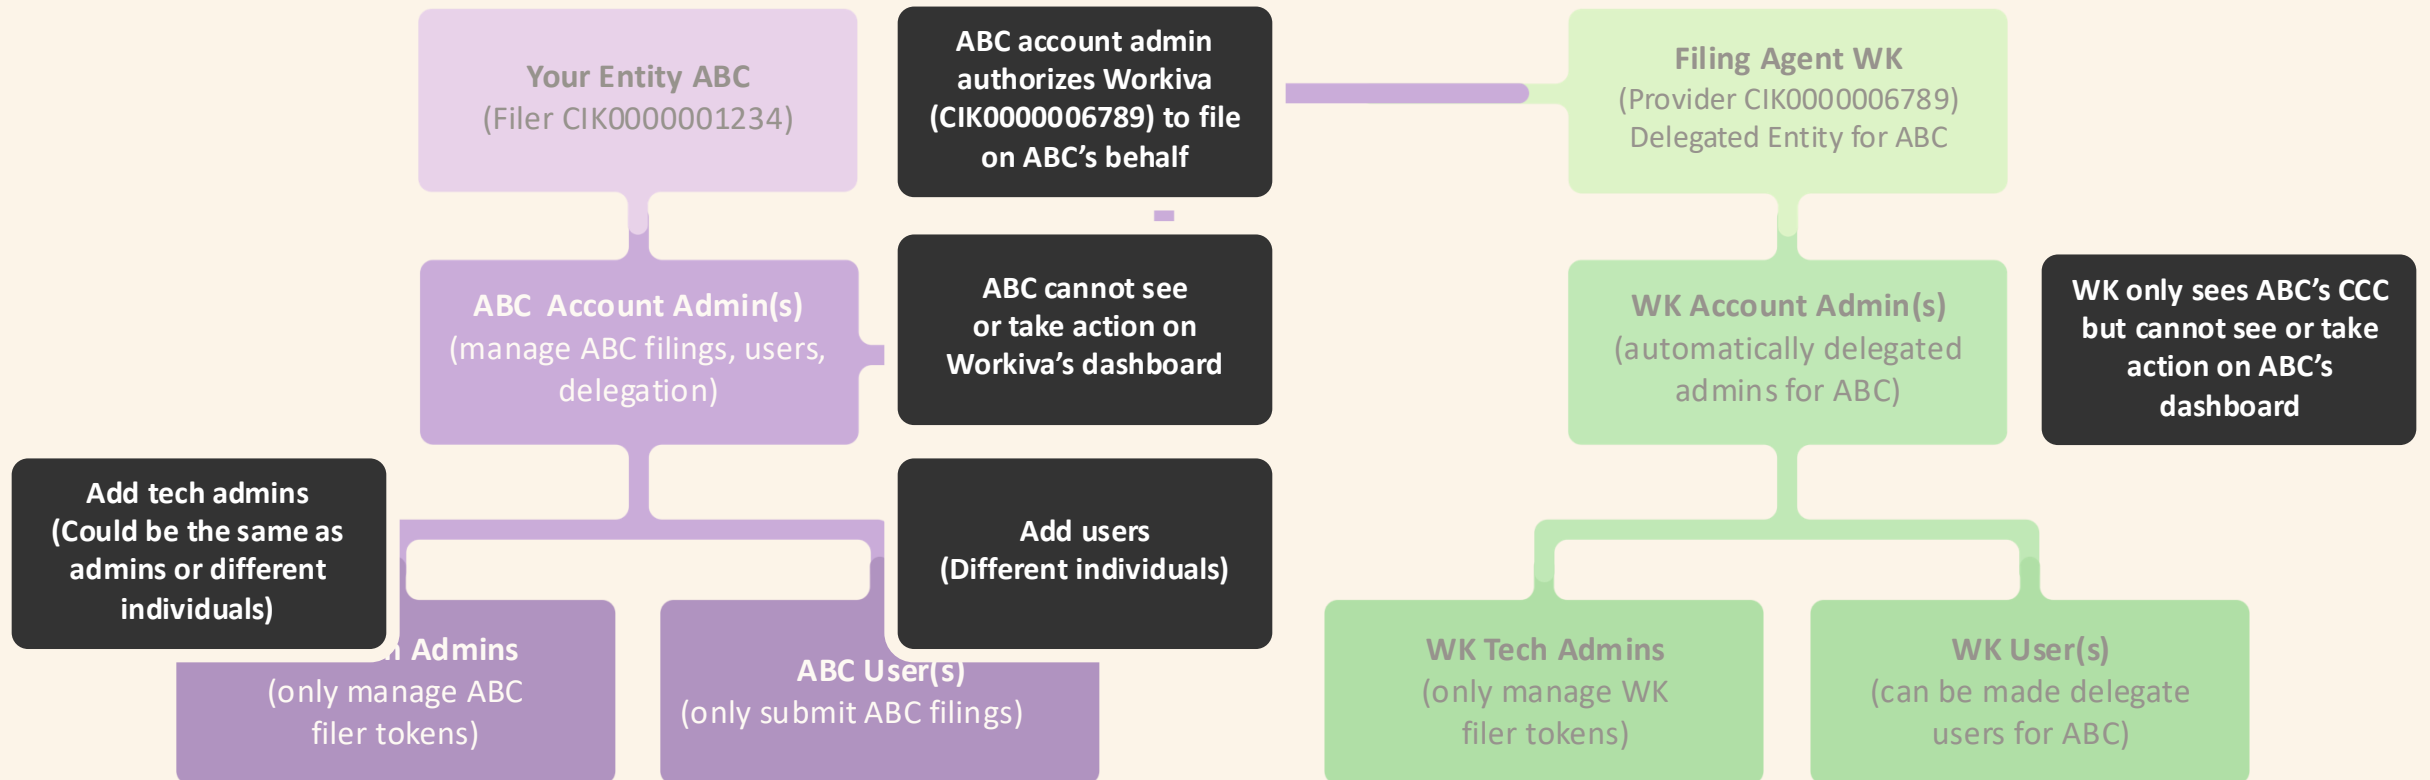 Your Entity ABC
(Filer CIK0000001234)
ABC account admin
authorizes Workiva
(CIK0000006789) to file
on ABC’s behalf
Filing Agent WK
(Provider CIK0000006789)
Delegated Entity for ABC
ABC Account Admin(s)
(manage ABC filings, users,
delegation)
ABC cannot see
or take action on
Workiva’s dashboard
WK Account Admin(s)
(automatically delegated
admins for ABC)
WK only sees ABC’s CCC
but cannot see or take
action on ABC’s
dashboard
Add tech admins
(Could be the same as
admins or different
individuals)
Add users
(Different individuals)
Admins
(only manage ABC
filer tokens)
ABC User(s)
(only submit ABC filings)
WK Tech Admins
(only manage WK
filer tokens)
WK User(s)
(can be made delegate
users for ABC)